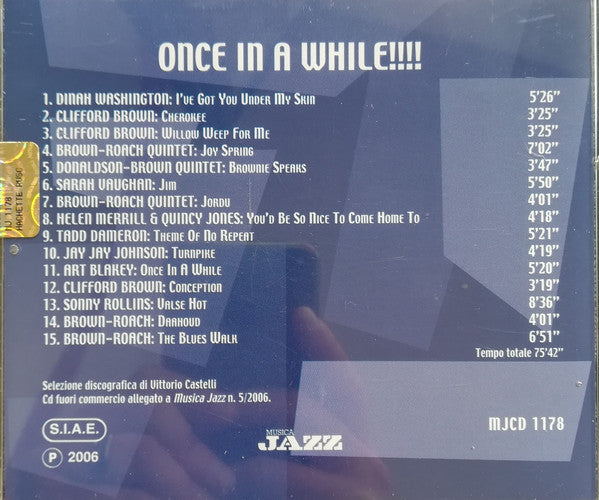 ONCE IN A WHILE!!!!
1. DINAH WASHINGTON: I'VE GOT YOU UNDER MY SKIN 5'26"
2. CLIFFORD BROWN: CHEROKEE 3'25"
3. CLIFFORD BROWN: WILLOW WEEP FOR ME 3'25"
4. BROWN-ROACH QUINTET: JOY SPRING 7'02"
5. DONALDSON-BROWN QUINTET: BROWNIE SPEAKS 3'47"
6. SARAH VAUGHAN: JIM 5'50"
7. BROWN-ROACH QUINTET: JORDU 4'01"
8. HELEN MERRILL & QUINCY JONES: YOU'D BE SO NICE TO COME HOME TO 4'18"
9. TADD DAMERON: THEME OF NO REPEAT 5'21"
10. JAY JAY JOHNSON: TURNPIKE 4'19"
11. ART BLAKEY: ONCE IN A WHILE 5'20"
12. CLIFFORD BROWN: CONCEPTION 3'19"
13. SONNY ROLLINS: VALSE HOT 8'36"
14. BROWN-ROACH: DAAHOUD 4'01"
15. BROWN-ROACH: THE BLUES WALK 6'51"
Tempo totale 75'42"
Selezione discografica di Vittorio Castelli
Cd fuori commercio allegato a Musica Jazz n. 5/2006.
S.I.A.E.
P 2006
MUSICA
JAZZ
MJCD 1178
HACHETTE RUSC
1178